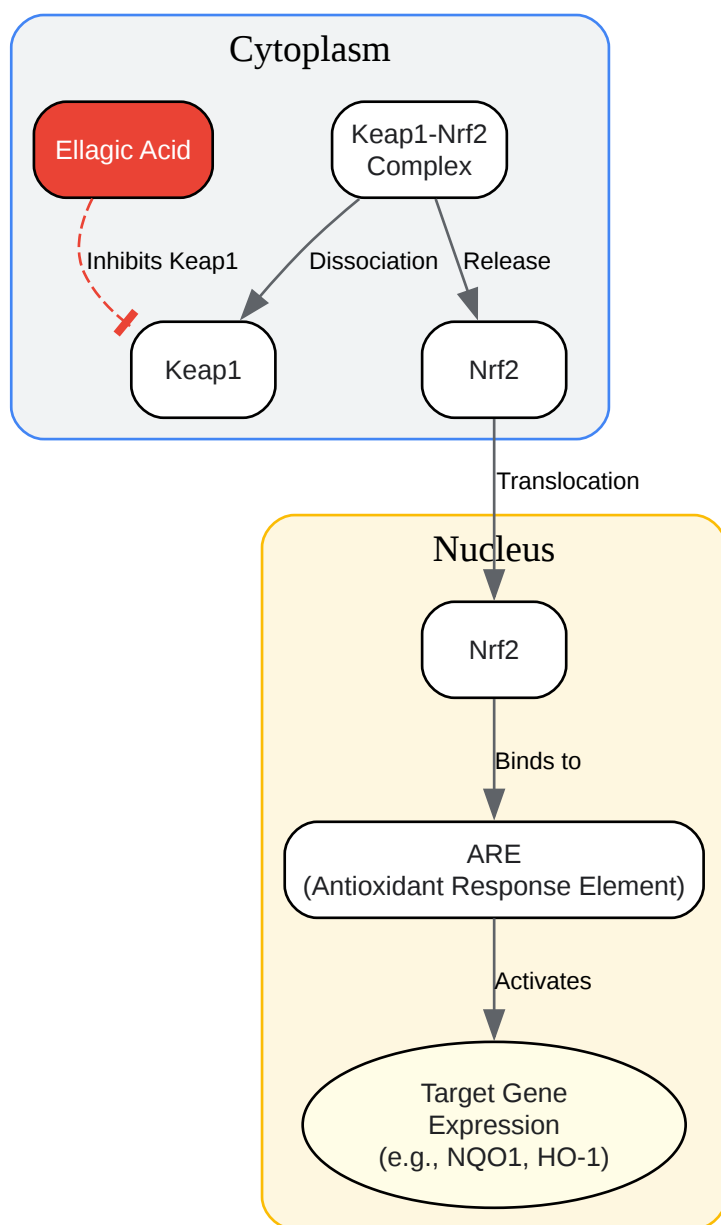 Cytoplasm
Ellagic Acid
Keap1-Nrf2
Complex
Inhibits Keap1
Dissociation
Release
Keap1
Nrf2
Translocation
Nucleus
Nrf2
Binds to
ARE
(Antioxidant Response Element)
Activates
Target Gene
Expression
(e.g., NQO1, HO-1)